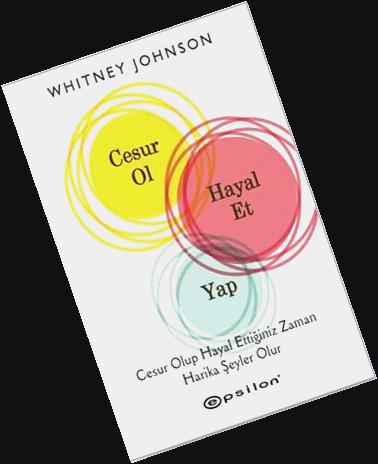 WHITNEY JOHNSON
Cesur
Ol
Hayal
Et
Yap
Cesur Olup Hayal Ettiğiniz Zaman
Harika Şeyler Olur
epsilon